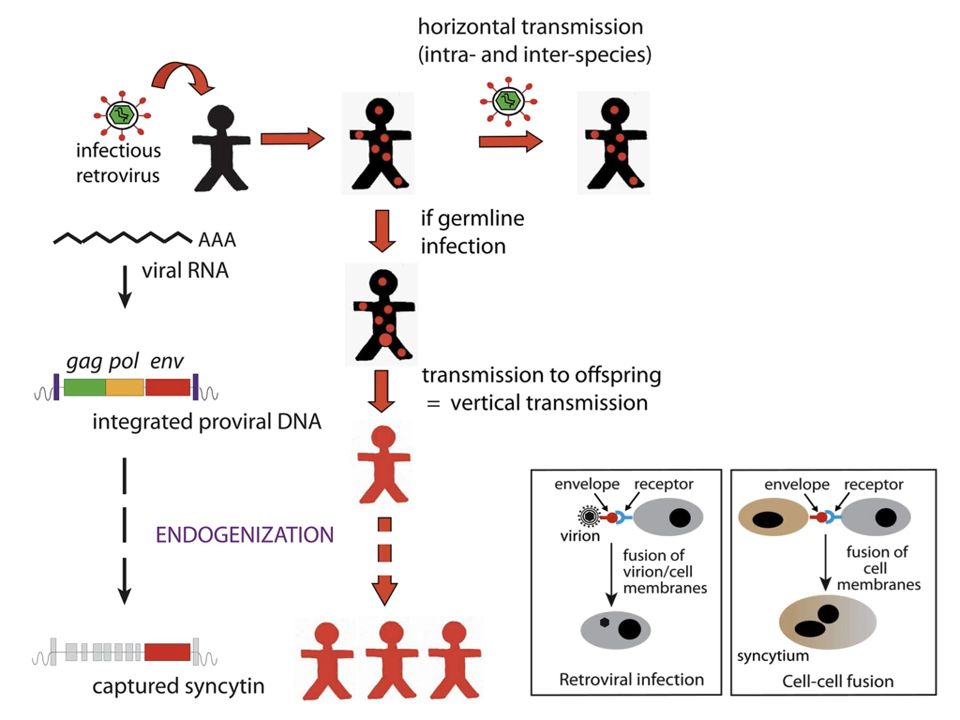 horizontal transmission
(intra- and inter-species)
infectious
retrovirus
if germline
infection
AAA
viral RNA
gag pol env
integrated proviral DNA
transmission to offspring
= vertical transmission
ENDOGENIZATION
captured syncytin
envelope receptor
virion
fusion of
virion/cell
membranes
Retroviral infection
envelope receptor
fusion of
cell
membranes
syncytium
Cell-cell fusion